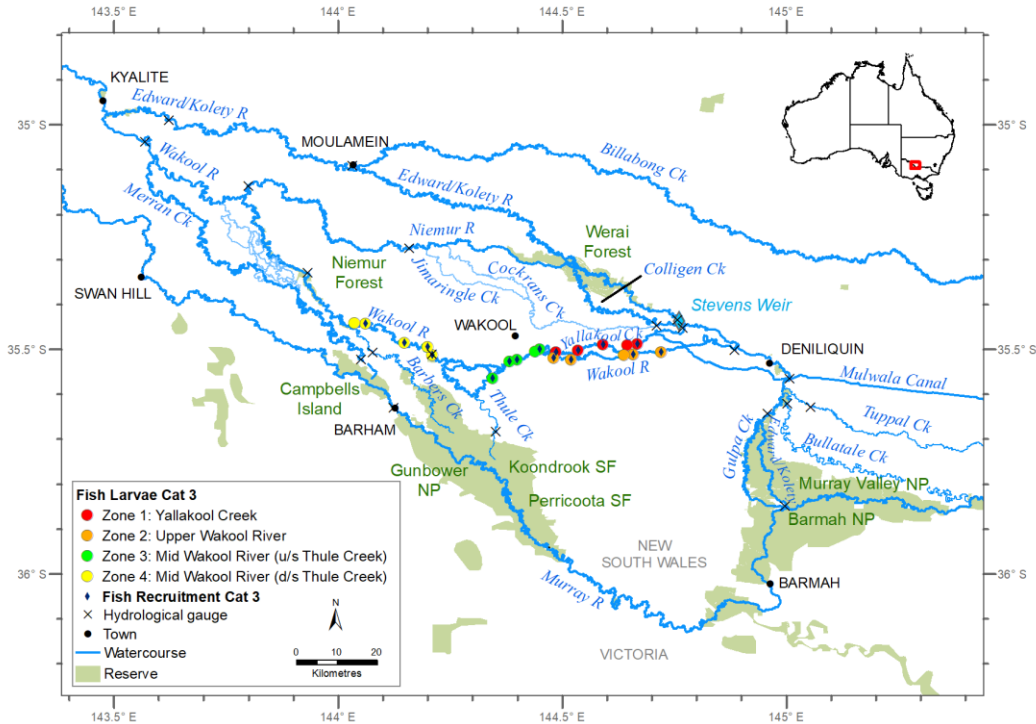 143.5° E
144° E
144.5° E
145° E
KYALITE
Edward/Kolety R
35° S
35° S
MOULAMEIN
Billabong Ck
Wakool R
Edward/Kolety R
Merran Ck
Niemur R
Werai
Forest
Niemur
Forest
Colligen Ck
Cockrans Ck
Jimaringle Ck
SWAN HILL
Stevens Weir
Wakool R
WAKOOL
Yallakool Ck
35.5° S
35.5° S
DENILIQUIN
Wakool R
Mulwala Canal
Campbells
Island
Barbers Ck
Thule Ck
Tuppal Ck
BARHAM
Gulpa Ck
Edward/Kolety
Bullatale Ck
Gunbower
NP
Koondrook SF
Perricoota SF
Murray Valley NP
Barmah NP
Fish Larvae Cat 3
Zone 1: Yallakool Creek
Zone 2: Upper Wakool River
Zone 3: Mid Wakool River (u/s Thule Creek)
Zone 4: Mid Wakool River (d/s Thule Creek)
Fish Recruitment Cat 3
Hydrological gauge
Town
Watercourse
Reserve
N
0 10 20
Kilometres
NEW
SOUTH WALES
36° S
36° S
BARMAH
Murray R
VICTORIA
143.5° E
144° E
144.5° E
145° E